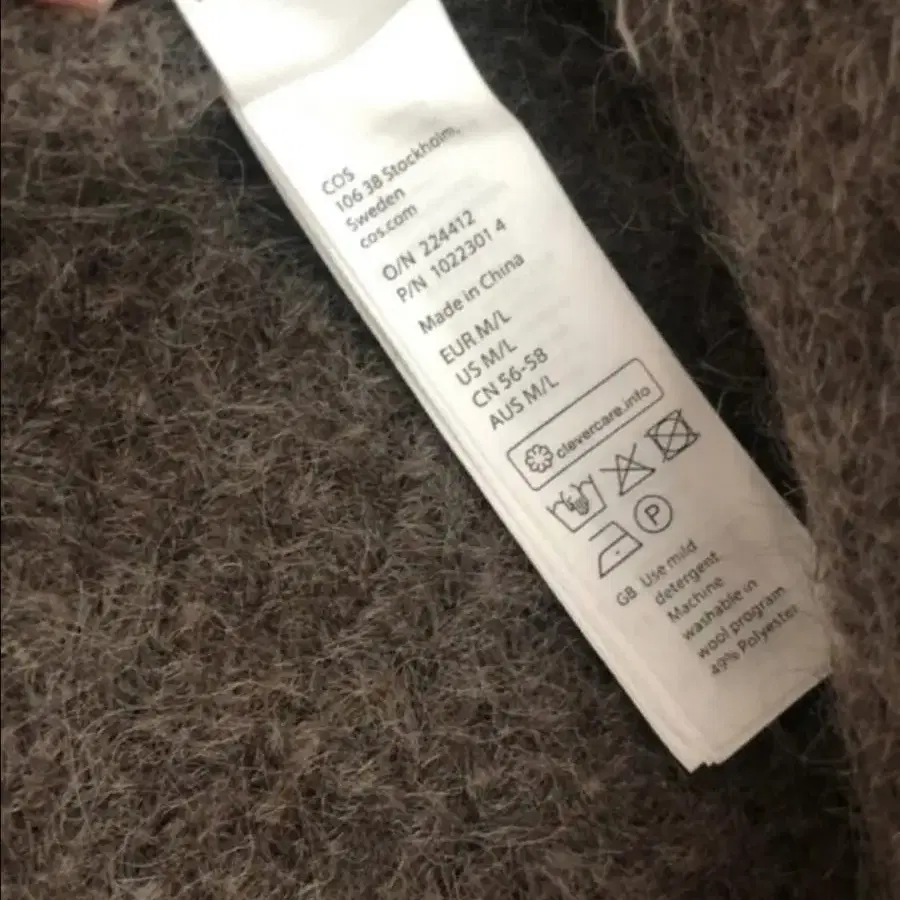 COS
106 38 Stockholm,
Sweden
cos.com
O/N 224412
P/N 1022301 4
Made in China
EUR M/L
US M/L
CN 56-58
AUS M/L
clevercare.info
P
GB Use mild
detergent
Machine
washable in
wool program
49% Polyester